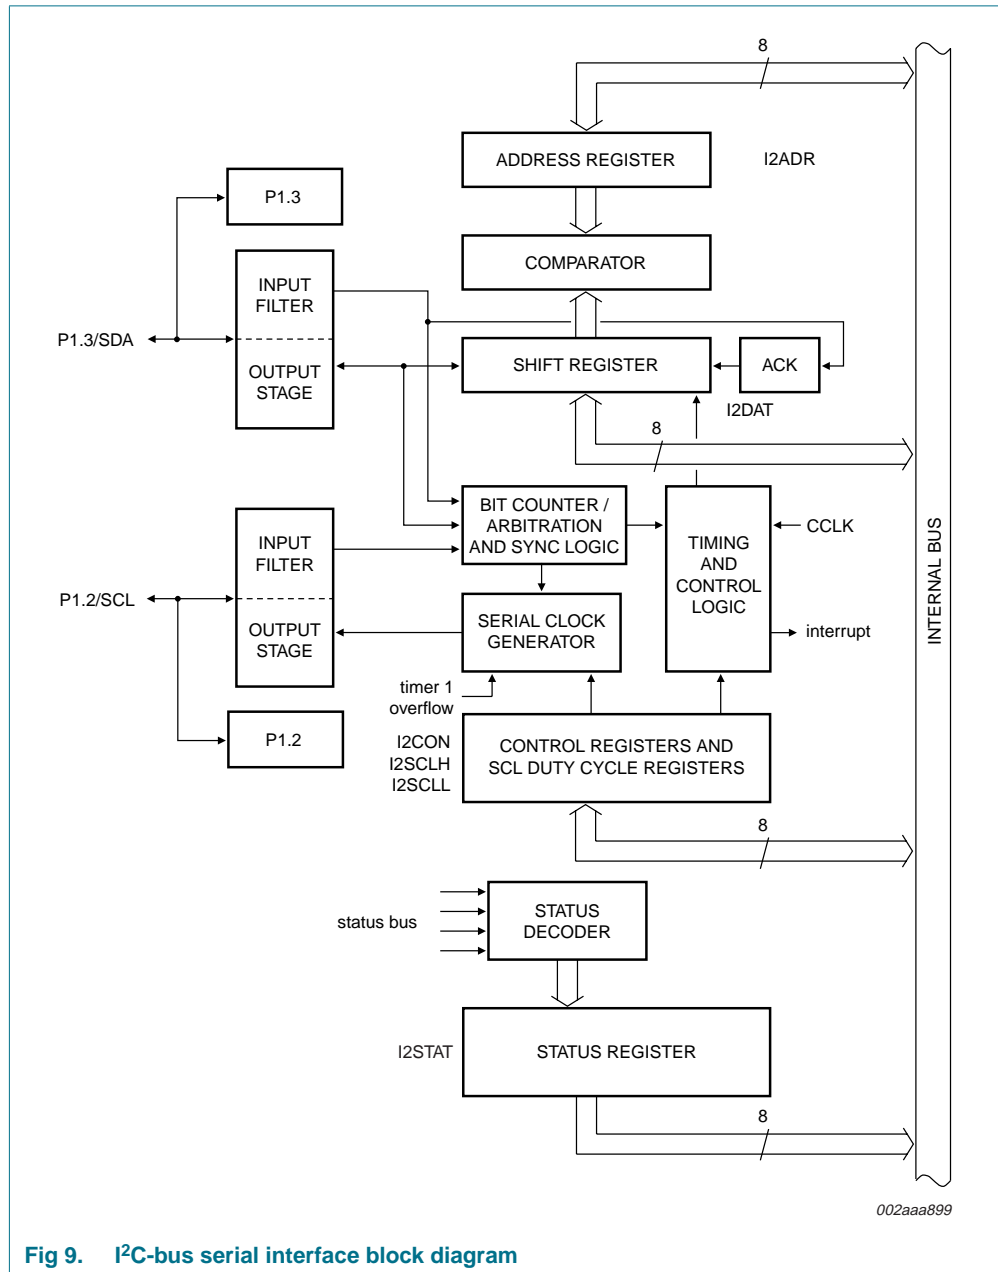 8
ADDRESS REGISTER
I2ADR
P1.3
COMPARATOR
INPUT
FILTER
P1.3/SDA
OUTPUT
STAGE
SHIFT REGISTER
ACK
I2DAT
8
BIT COUNTER /
ARBITRATION
AND SYNC LOGIC
INPUT
FILTER
TIMING
AND
CONTROL
LOGIC
CCLK
INTERNAL BUS
P1.2/SCL
OUTPUT
STAGE
SERIAL CLOCK
GENERATOR
interrupt
timer 1
overflow
P1.2
I2CON
I2SCLH
I2SCLL
CONTROL REGISTERS AND
SCL DUTY CYCLE REGISTERS
8
status bus
STATUS
DECODER
I2STAT
STATUS REGISTER
8
002aaa899
Fig 9. I²C-bus serial interface block diagram